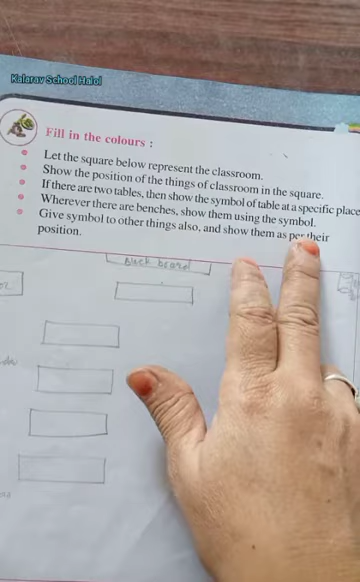 Kalarav School Halol
Fill in the colours :
Let the square below represent the classroom.
Show the position of the things of classroom in the square.
If there are two tables, then show the symbol of table at a specific place
Wherever there are benches, show them using the symbol.
Give symbol to other things also, and show them as per their
position.
Black board